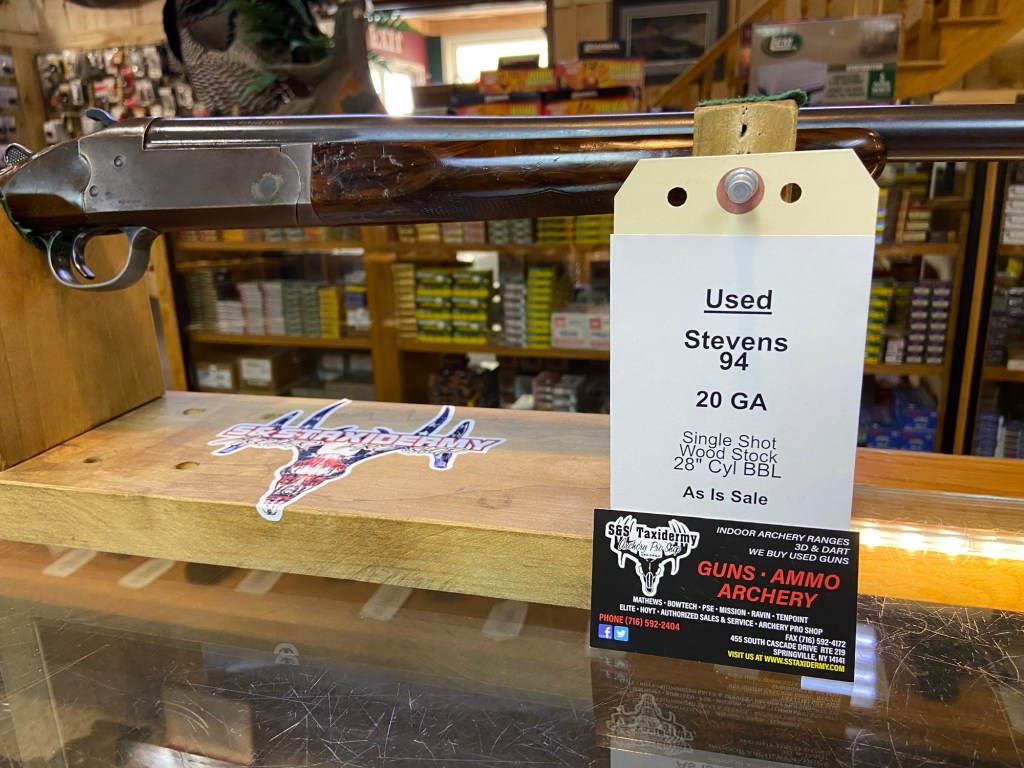 EXIT
Used
Stevens
94
20 GA
Single Shot
Wood Stock
28" Cyl BBL
As Is Sale
S&S TAXIDERMY
S&S Taxidermy
Archery Pro Shop
INDOOR ARCHERY RANGES
3D & DART
WE BUY USED GUNS
GUNS · AMMO
ARCHERY
MATHEWS · BOWTECH · PSE · MISSION · RAVIN · TENPOINT
ELITE · HOYT · AUTHORIZED SALES & SERVICE · ARCHERY PRO SHOP
PHONE (716) 592-2404
FAX (716) 592-4172
455 SOUTH CASCADE DRIVE RTE 219
SPRINGVILLE, NY 14141
VISIT US AT WWW.SSTAXIDERMY.COM